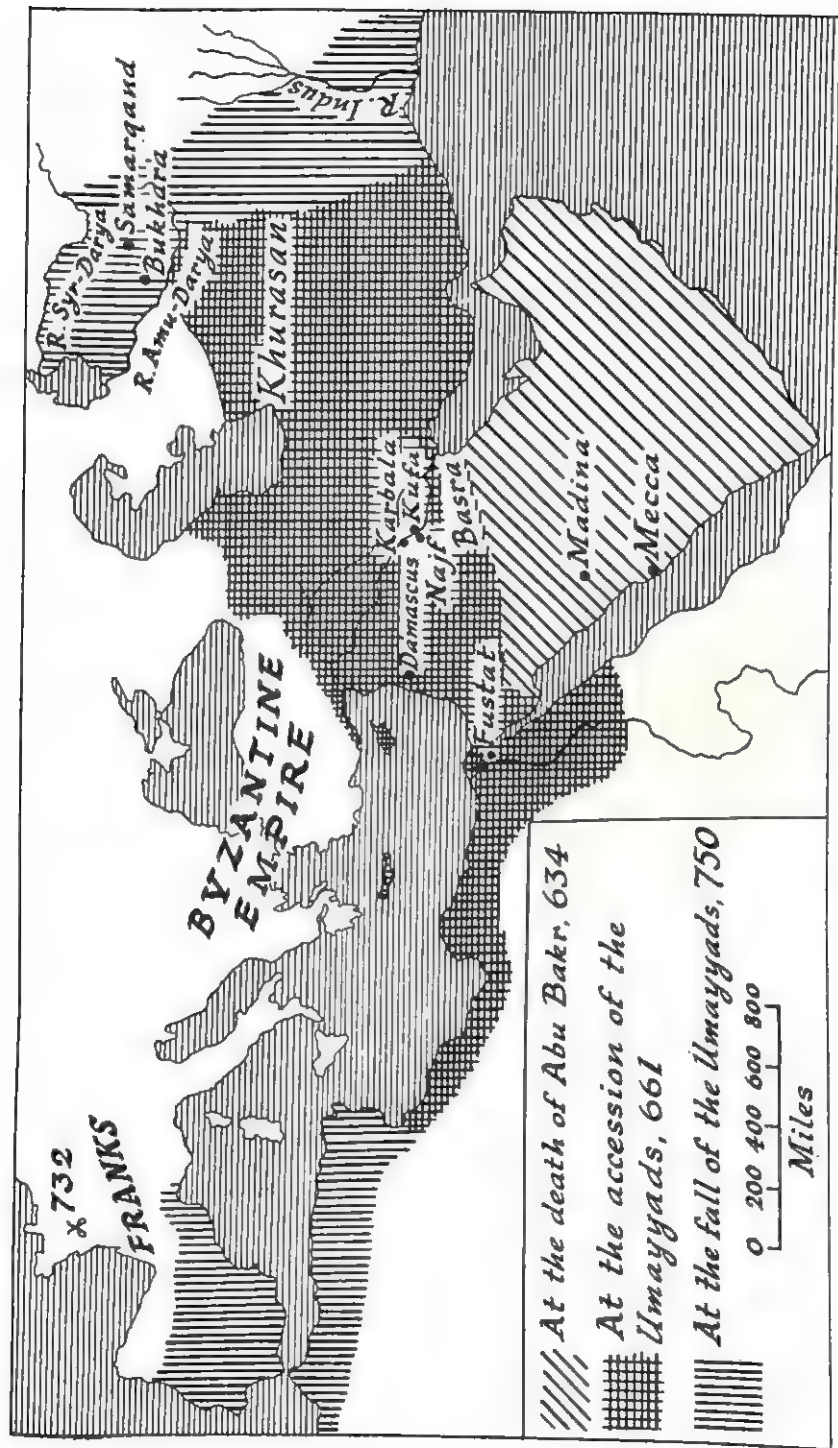 732
FRANKS
BYZANTINE
EMPIRE
R. Syr-Darya
Samarqand
Bukhara
R. Amu-Darya
R. Indus
Khurasan
Karbala
Kufa
Damascus
Najf
Basra
Fustat
Madina
Mecca
At the death of Abu Bakr, 634
At the accession of the
Umayyads, 661
At the fall of the Umayyads, 750
0 200 400 600 800
Miles